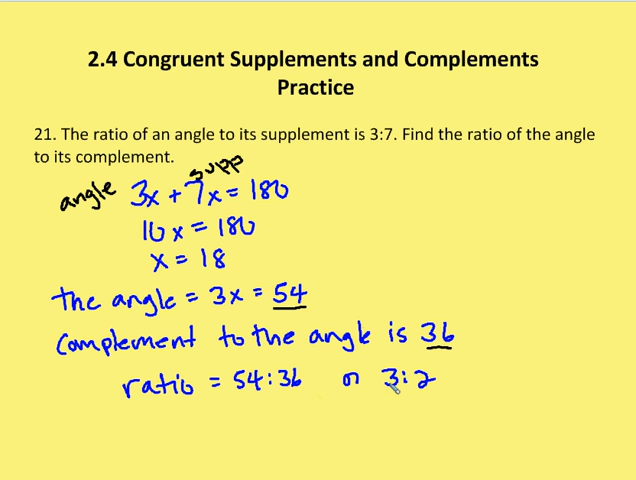 2.4 Congruent Supplements and Complements
Practice
21. The ratio of an angle to its supplement is 3:7. Find the ratio of the angle
to its complement.
supp
angle 3x + 7x = 180
10x = 180
x = 18
the angle = 3x = 54
complement to the angle is 36
ratio = 54:36 or 3:2